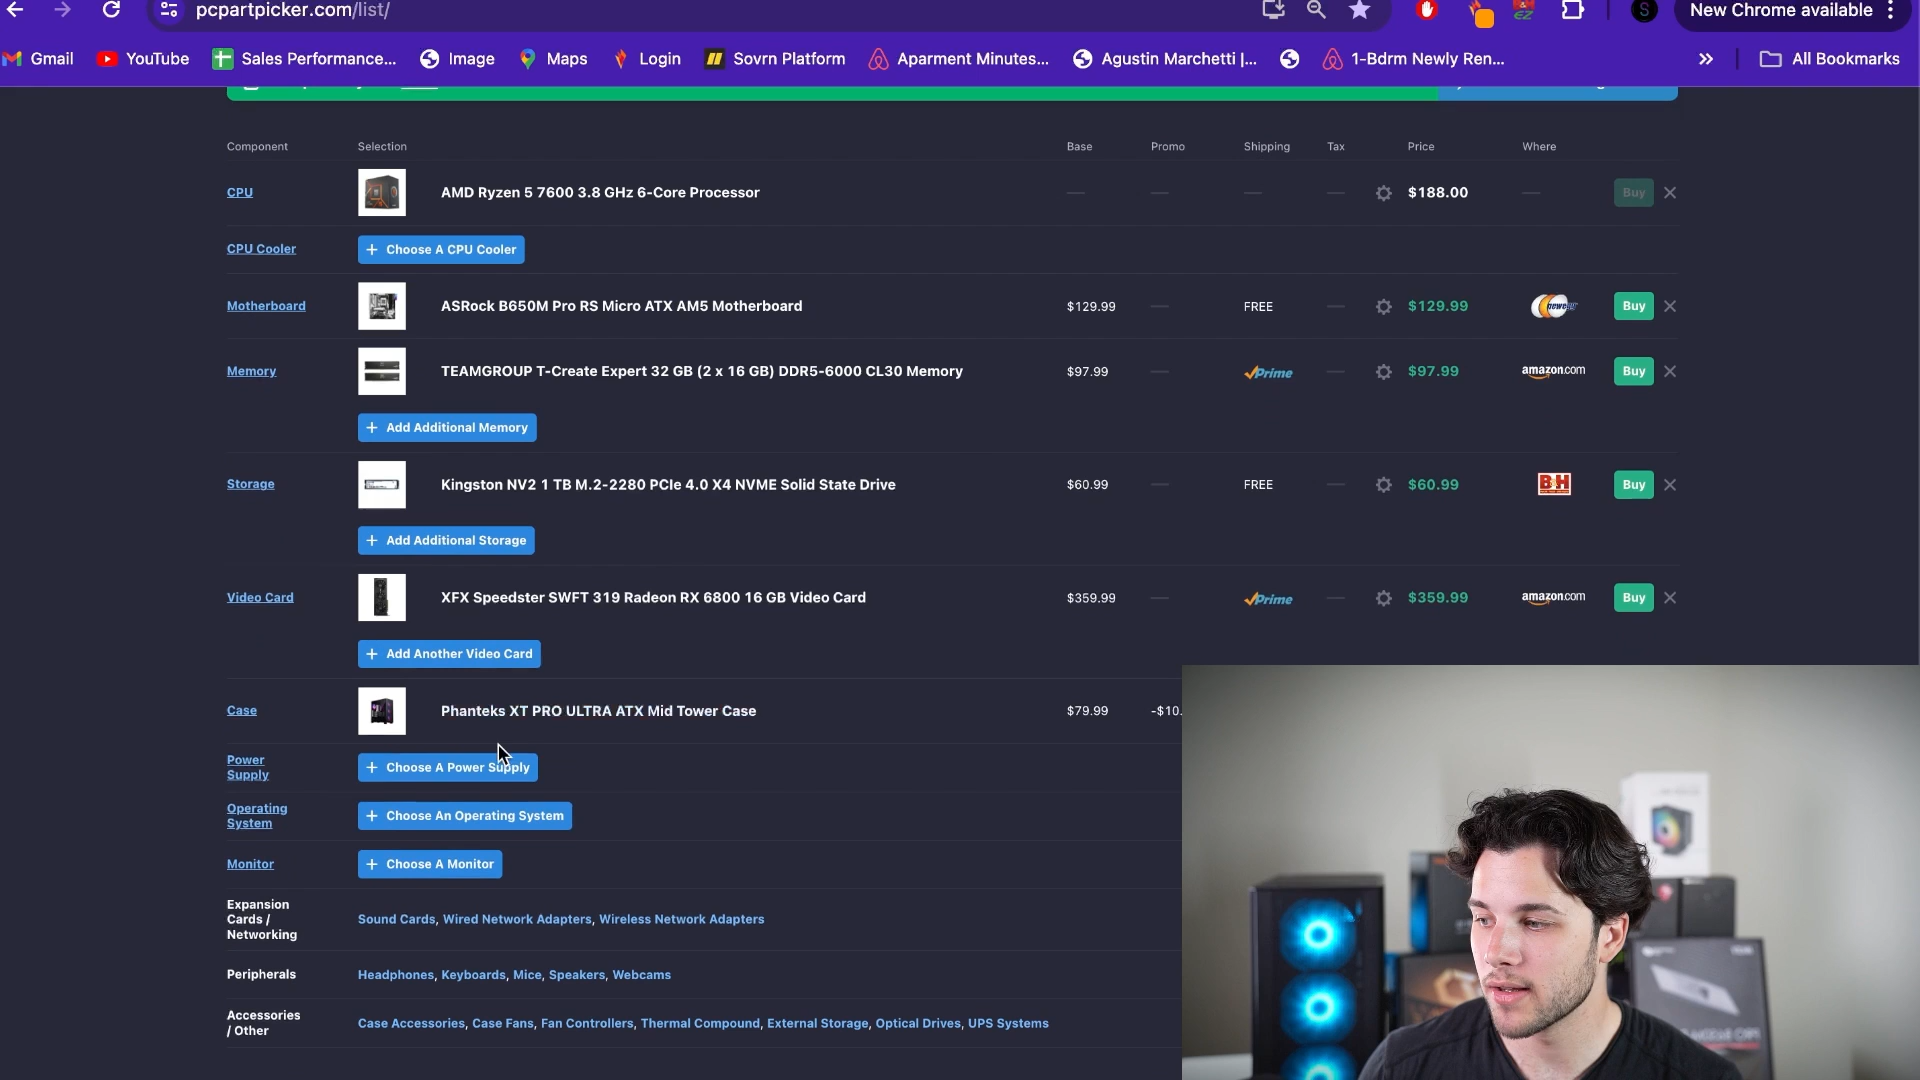 pcpartpicker.com/list/
S
New Chrome available
Gmail
YouTube
Sales Performance...
Image
Maps
Login
Sovrn Platform
Aparment Minutes...
Agustin Marchetti |...
1-Bdrm Newly Ren...
All Bookmarks
Component Selection Base Promo Shipping Tax Price Where
CPU AMD Ryzen 5 7600 3.8 GHz 6-Core Processor — — — — $188.00 — Buy
CPU Cooler + Choose A CPU Cooler
Motherboard ASRock B650M Pro RS Micro ATX AM5 Motherboard $129.99 — FREE — $129.99 newegg Buy
Memory TEAMGROUP T-Create Expert 32 GB (2 x 16 GB) DDR5-6000 CL30 Memory $97.99 — Prime — $97.99 amazon.com Buy
+ Add Additional Memory
Storage Kingston NV2 1 TB M.2-2280 PCIe 4.0 X4 NVME Solid State Drive $60.99 — FREE — $60.99 B&H Buy
+ Add Additional Storage
Video Card XFX Speedster SWFT 319 Radeon RX 6800 16 GB Video Card $359.99 — Prime — $359.99 amazon.com Buy
+ Add Another Video Card
Case Phanteks XT PRO ULTRA ATX Mid Tower Case $79.99 -$10.
Power
Supply
+ Choose A Power Supply
Operating
System
+ Choose An Operating System
Monitor + Choose A Monitor
Expansion
Cards /
Networking
Sound Cards, Wired Network Adapters, Wireless Network Adapters
Peripherals Headphones, Keyboards, Mice, Speakers, Webcams
Accessories
/ Other
Case Accessories, Case Fans, Fan Controllers, Thermal Compound, External Storage, Optical Drives, UPS Systems